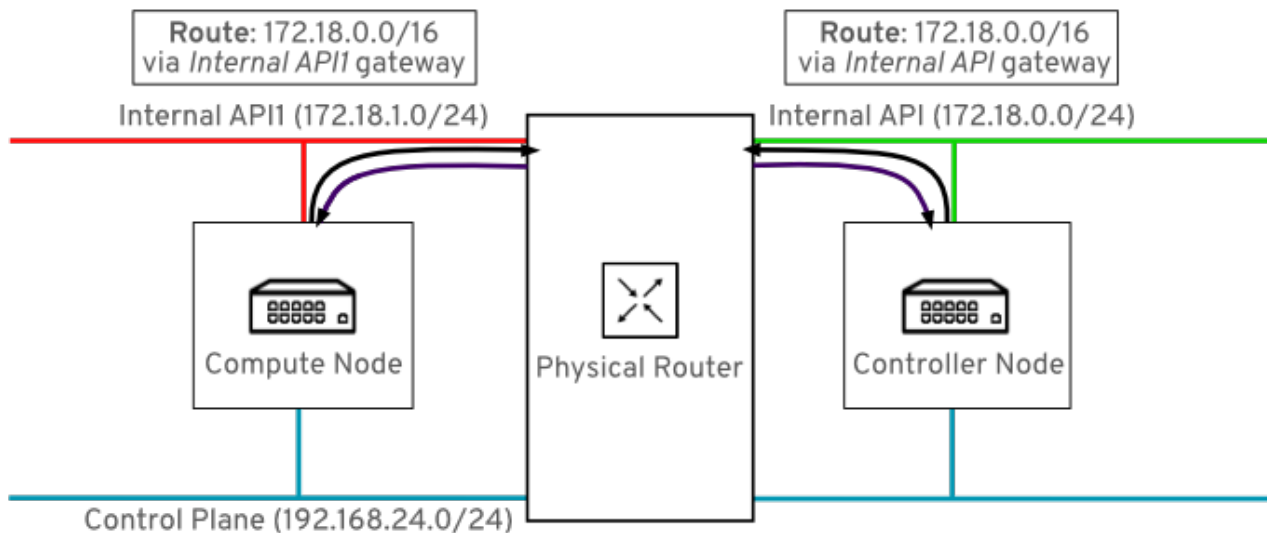 Route: 172.18.0.0/16
via Internal API1 gateway
Route: 172.18.0.0/16
via Internal API gateway
Internal API1 (172.18.1.0/24)
Internal API (172.18.0.0/24)
Compute Node
Physical Router
Controller Node
Control Plane (192.168.24.0/24)